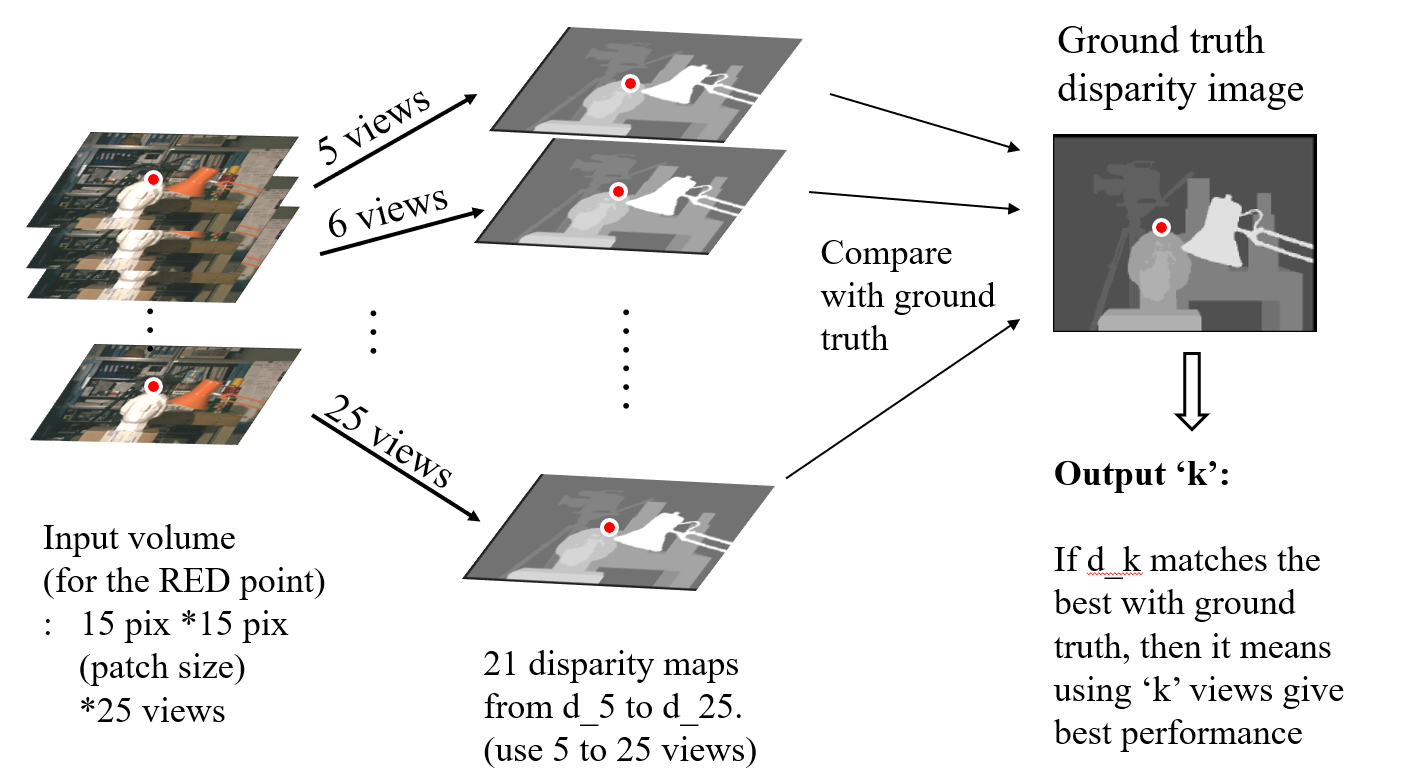 5 views
6 views
25 views
Input volume
(for the RED point)
:   15 pix *15 pix
(patch size)
*25 views
21 disparity maps
from d_5 to d_25.
(use 5 to 25 views)
Compare
with ground
truth
Ground truth
disparity image
Output ‘k’:
If d_k matches the
best with ground
truth, then it means
using ‘k’ views give
best performance